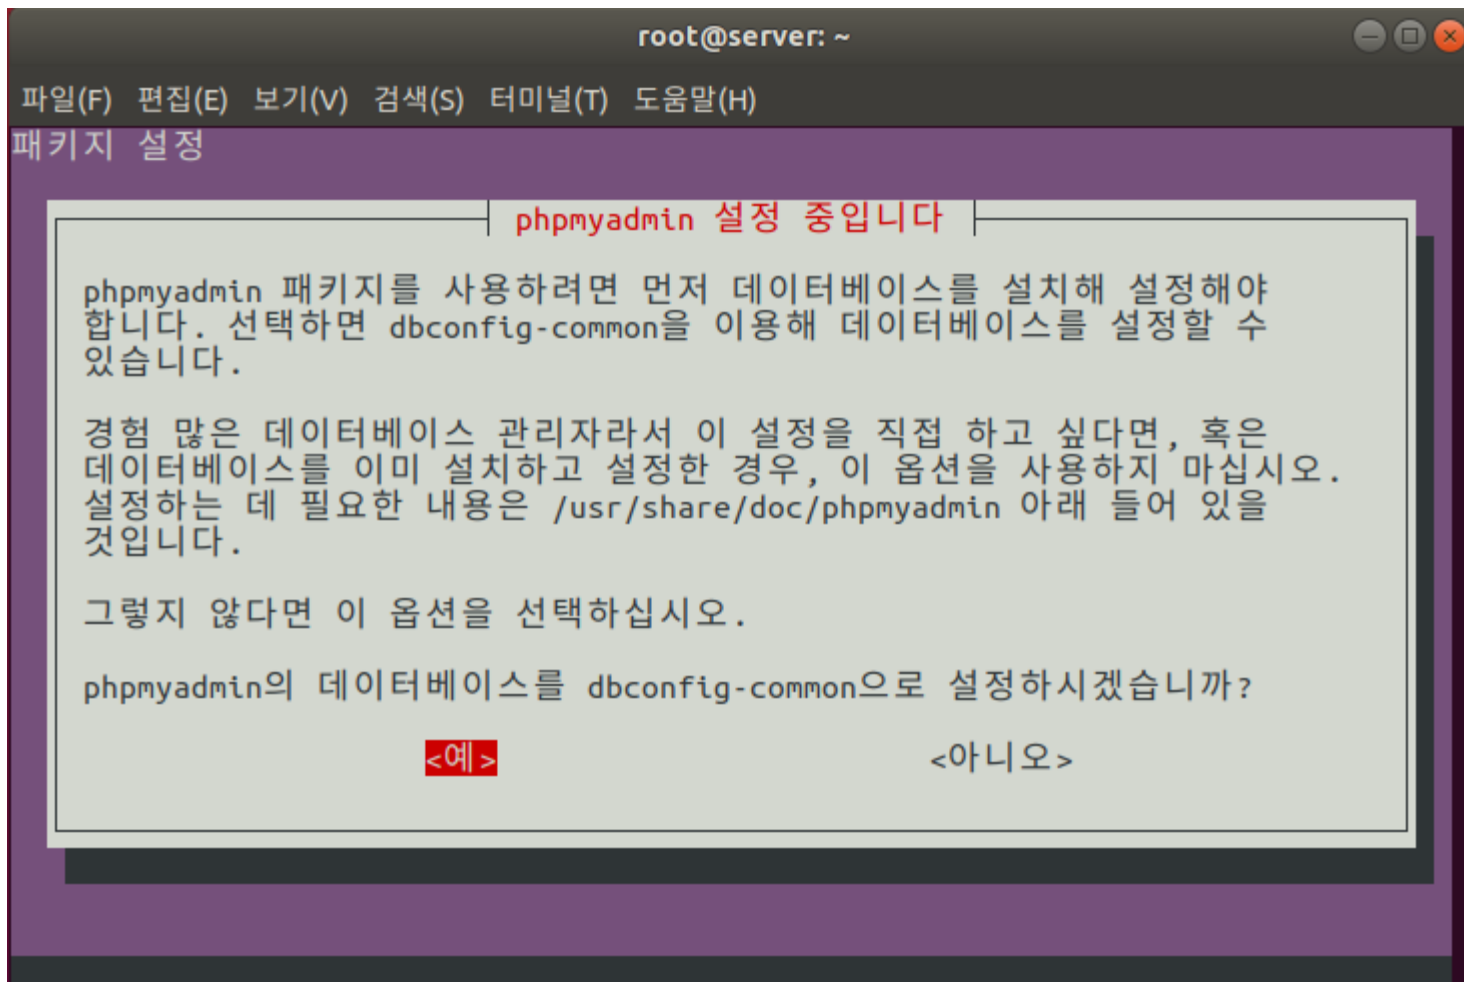 root@server: ~
파일(F) 편집(E) 보기(V) 검색(S) 터미널(T) 도움말(H)
패키지 설정
phpmyadmin 설정 중입니다
phpmyadmin 패키지를 사용하려면 먼저 데이터베이스를 설치해 설정해야
합니다. 선택하면 dbconfig-common을 이용해 데이터베이스를 설정할 수
있습니다.
경험 많은 데이터베이스 관리자라서 이 설정을 직접 하고 싶다면, 혹은
데이터베이스를 이미 설치하고 설정한 경우, 이 옵션을 사용하지 마십시오.
설정하는 데 필요한 내용은 /usr/share/doc/phpmyadmin 아래 들어 있을
것입니다.
그렇지 않다면 이 옵션을 선택하십시오.
phpmyadmin의 데이터베이스를 dbconfig-common으로 설정하시겠습니까?
<예> <아니오>